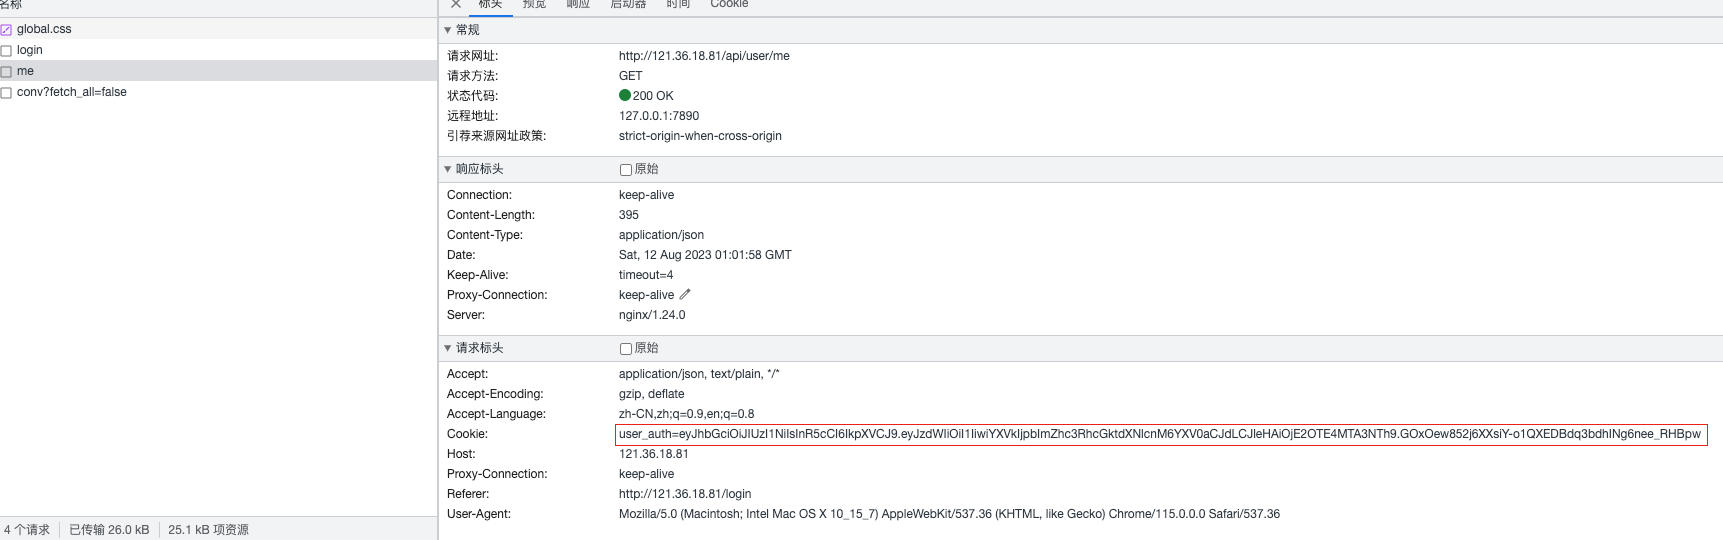 名称
global.css
login
me
conv?fetch_all=false
4 个请求 已传输 26.0 kB 25.1 kB 项资源
标头 预览 响应 启动器 时间 Cookie
常规
请求网址: http://121.36.18.81/api/user/me
请求方法: GET
状态代码: 200 OK
远程地址: 127.0.0.1:7890
引荐来源网址政策: strict-origin-when-cross-origin
响应标头 原始
Connection: keep-alive
Content-Length: 395
Content-Type: application/json
Date: Sat, 12 Aug 2023 01:01:58 GMT
Keep-Alive: timeout=4
Proxy-Connection: keep-alive
Server: nginx/1.24.0
请求标头 原始
Accept: application/json, text/plain, */*
Accept-Encoding: gzip, deflate
Accept-Language: zh-CN,zh;q=0.9,en;q=0.8
Cookie: user_auth=eyJhbGciOiJIUzI1NiIsInR5cCI6IkpXVCJ9.eyJzdWIiOiI1IiwiYXVkIjpbImZhc3RhcGktdXNlcnM6YXV0aCJdLCJleHAiOjE2OTE4MTA3NTh9.GOxOew852j6XXsiY-o1QXEDBdq3bdhINg6nee_RHBpw
Host: 121.36.18.81
Proxy-Connection: keep-alive
Referer: http://121.36.18.81/login
User-Agent: Mozilla/5.0 (Macintosh; Intel Mac OS X 10_15_7) AppleWebKit/537.36 (KHTML, like Gecko) Chrome/115.0.0.0 Safari/537.36